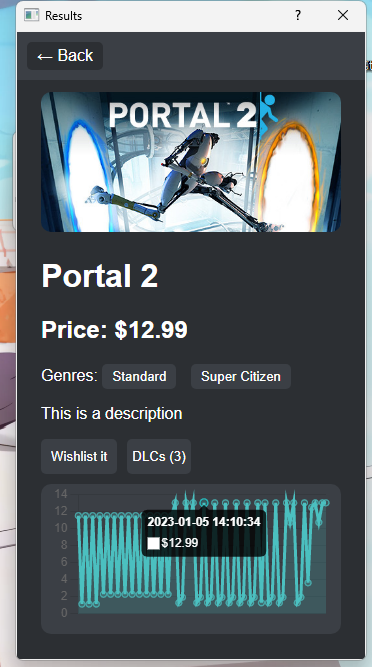 Results
?
← Back
PORTAL 2
Portal 2
Price: $12.99
Genres: Standard Super Citizen
This is a description
Wishlist it DLCs (3)
14
12
10
8
6
4
2
0
2023-01-05 14:10:34
$12.99